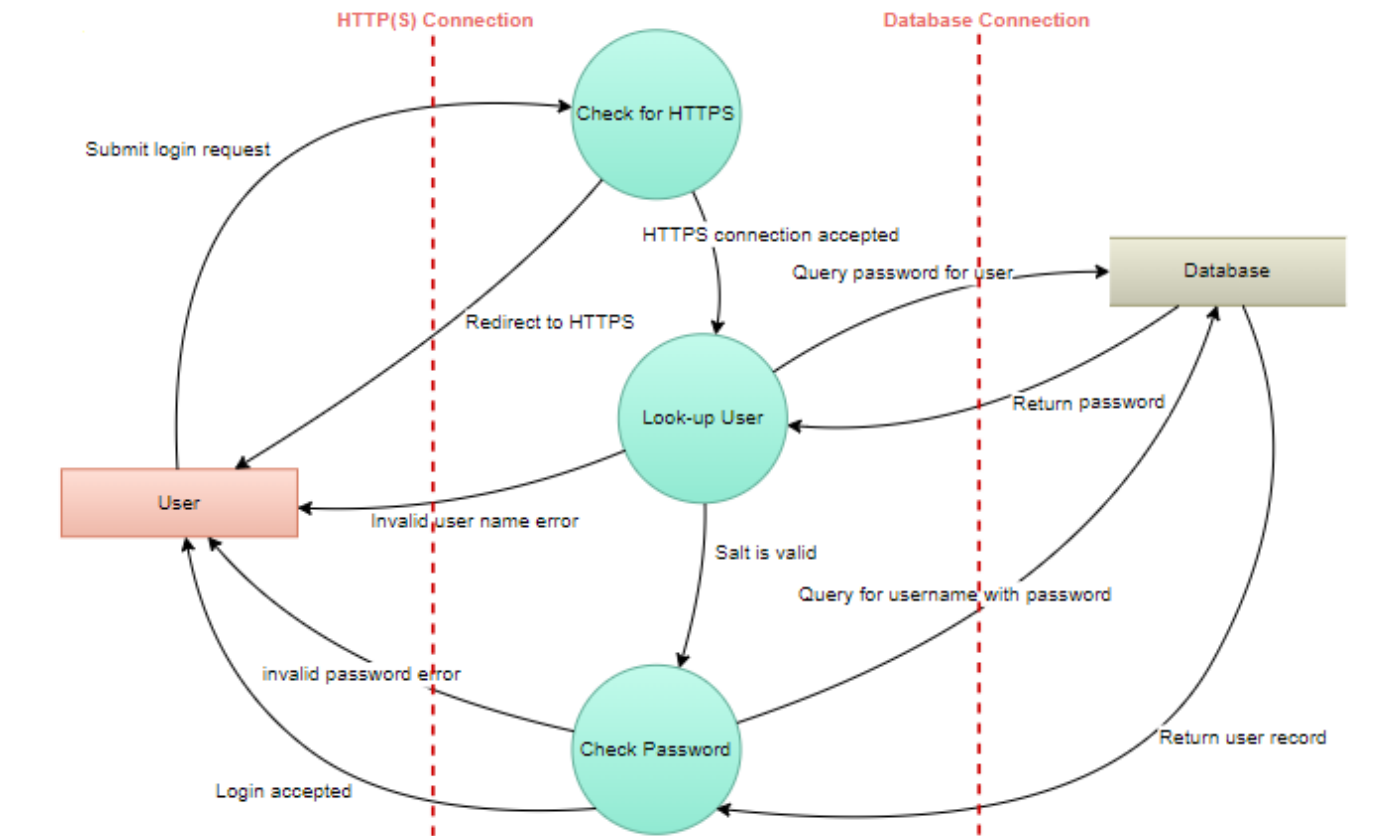 HTTP(S) Connection
Database Connection
Check for HTTPS
Submit login request
HTTPS connection accepted
Query password for user
Database
Redirect to HTTPS
Return password
Look-up User
User
Invalid user name error
Salt is valid
Query for username with password
invalid password error
Return user record
Check Password
Login accepted